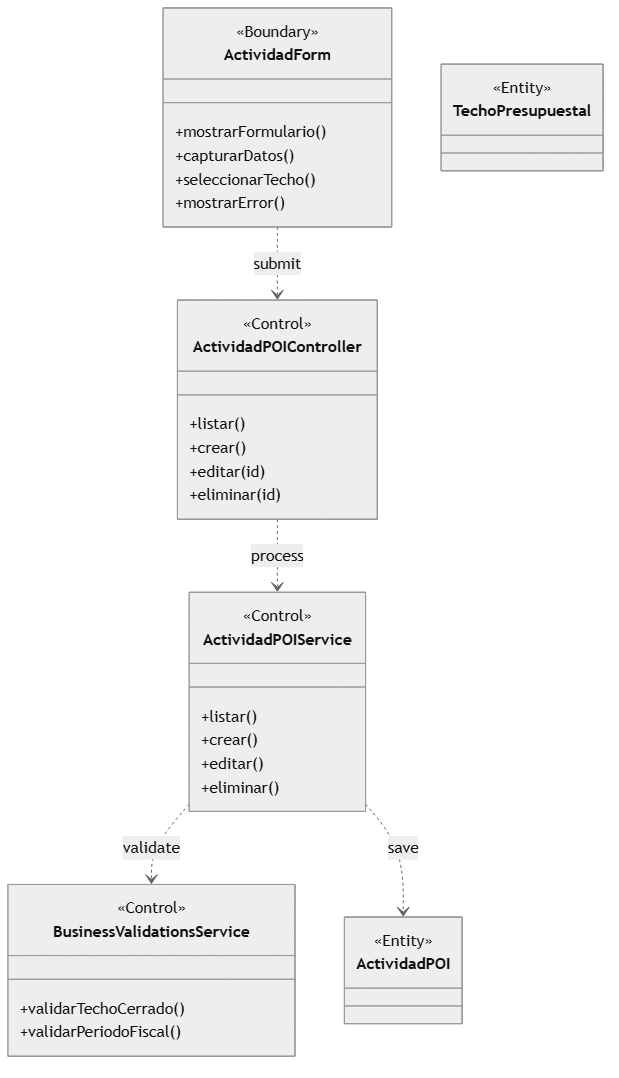 «Boundary»
ActividadForm
+mostrarFormulario()
+capturarDatos()
+seleccionarTecho()
+mostrarError()
«Entity»
TechoPresupuestal
submit
«Control»
ActividadPOIController
+listar()
+crear()
+editar(id)
+eliminar(id)
process
«Control»
ActividadPOIService
+listar()
+crear()
+editar()
+eliminar()
validate
save
«Control»
BusinessValidationsService
+validarTechoCerrado()
+validarPeriodoFiscal()
«Entity»
ActividadPOI